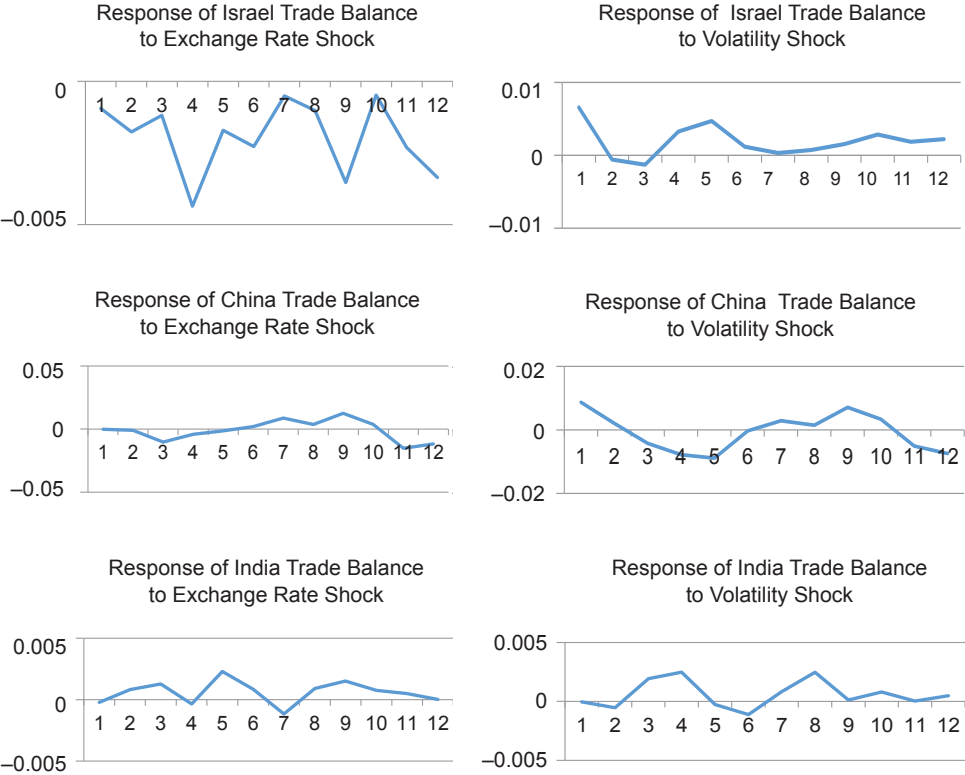 Response of Israel Trade Balance
to Exchange Rate Shock
0
1 2 3 4 5 6 7 8 9 10 11 12
–0.005
Response of Israel Trade Balance
to Volatility Shock
0.01
0
1 2 3 4 5 6 7 8 9 10 11 12
–0.01
Response of China Trade Balance
to Exchange Rate Shock
0.05
0
1 2 3 4 5 6 7 8 9 10 11 12
–0.05
Response of China Trade Balance
to Volatility Shock
0.02
0
1 2 3 4 5 6 7 8 9 10 11 12
–0.02
Response of India Trade Balance
to Exchange Rate Shock
0.005
0
1 2 3 4 5 6 7 8 9 10 11 12
–0.005
Response of India Trade Balance
to Volatility Shock
0.005
0
1 2 3 4 5 6 7 8 9 10 11 12
–0.005